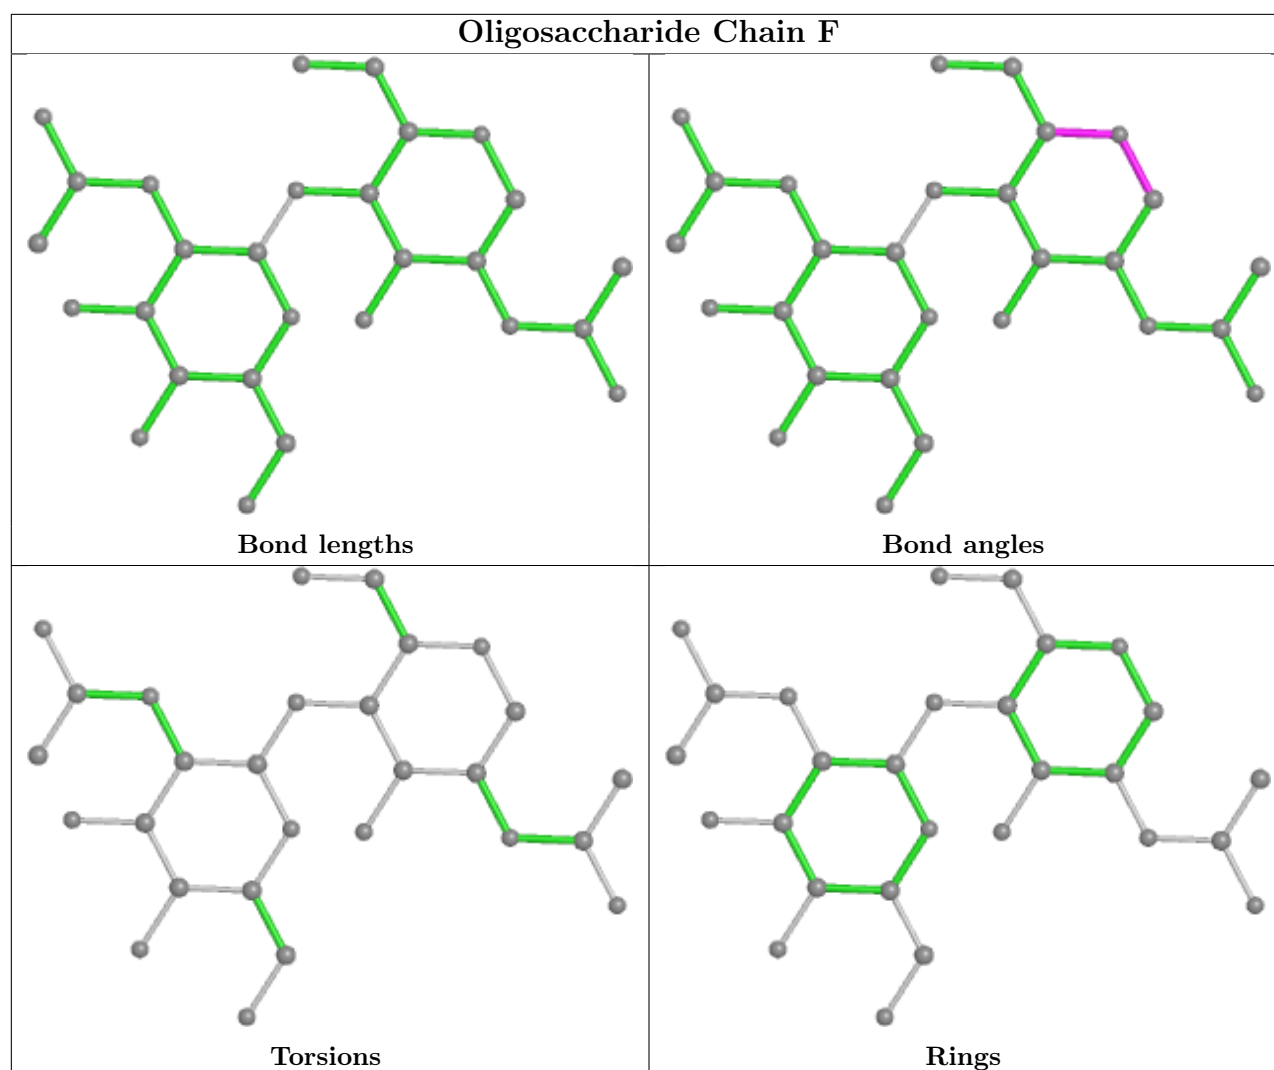 Oligosaccharide Chain F
Bond lengths
Bond angles
Torsions
Rings